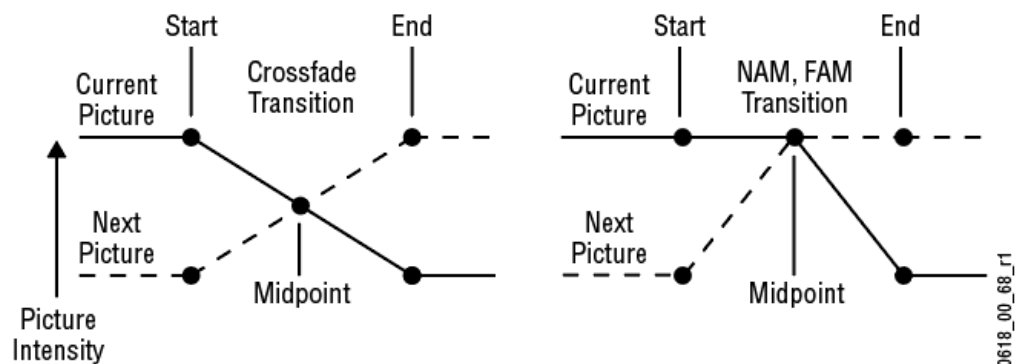 Start
End
Current
Picture
Crossfade
Transition
Next
Picture
Midpoint
Picture
Intensity
Start
End
Current
Picture
NAM, FAM
Transition
Next
Picture
Midpoint
0618_00_68_r1